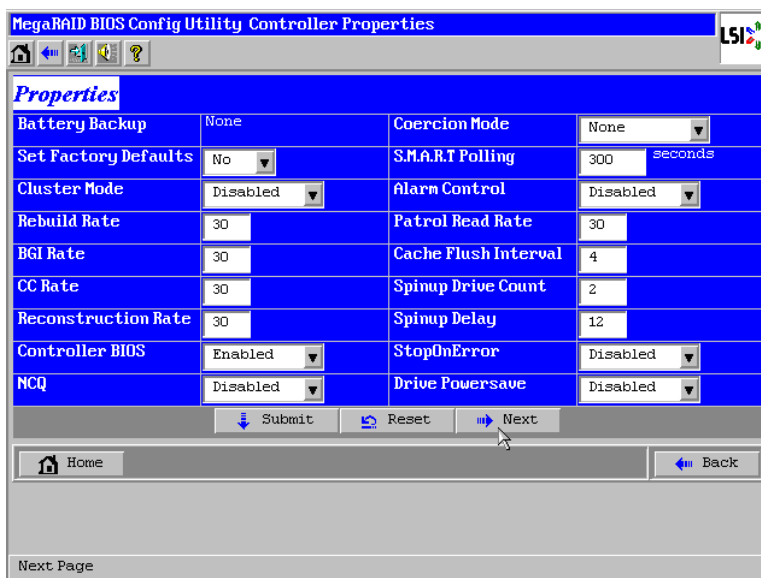 MegaRAID BIOS Config Utility Controller Properties
LSI
?
Properties
Battery Backup None Coercion Mode None
Set Factory Defaults No S.M.A.R.T Polling 300 seconds
Cluster Mode Disabled Alarm Control Disabled
Rebuild Rate 30 Patrol Read Rate 30
BGI Rate 30 Cache Flush Interval 4
CC Rate 30 Spinup Drive Count 2
Reconstruction Rate 30 Spinup Delay 12
Controller BIOS Enabled StopOnError Disabled
NCQ Disabled Drive Powersave Disabled
Submit Reset Next
Home Back
Next Page